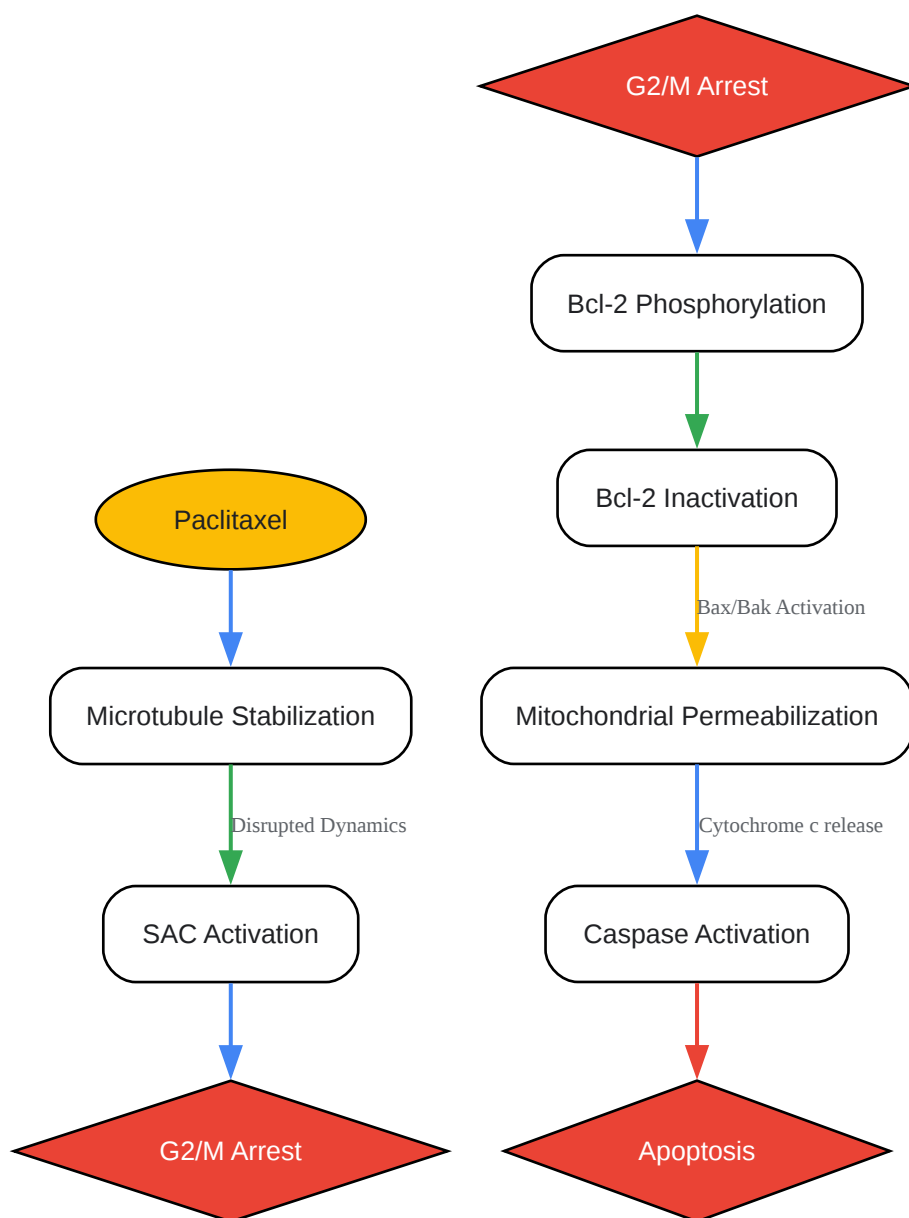 Paclitaxel
Microtubule Stabilization
Disrupted Dynamics
SAC Activation
G2/M Arrest
G2/M Arrest
Bcl-2 Phosphorylation
Bcl-2 Inactivation
Bax/Bak Activation
Mitochondrial Permeabilization
Cytochrome c release
Caspase Activation
Apoptosis